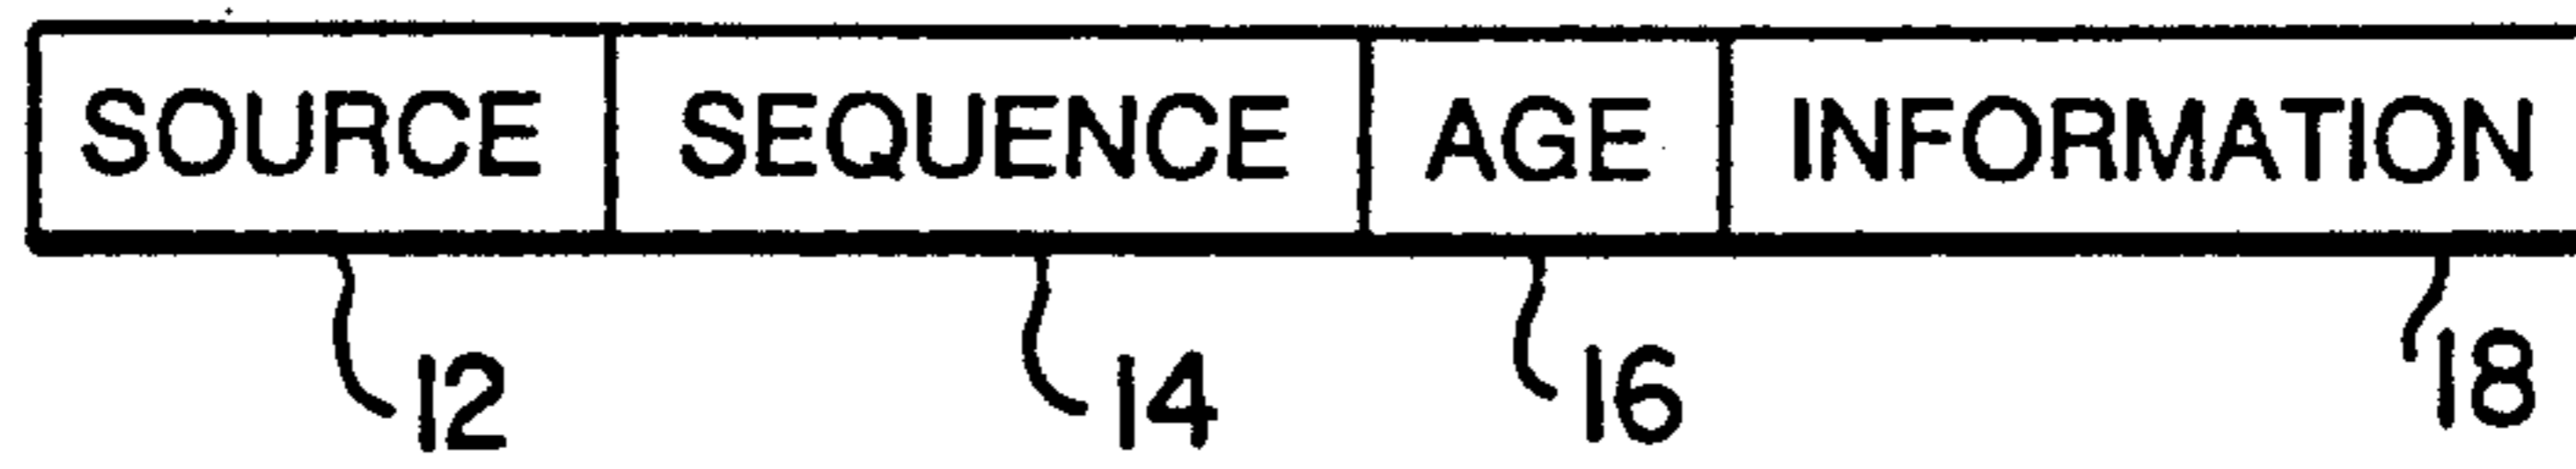 SOURCE SEQUENCE AGE INFORMATION
12 14 16 18